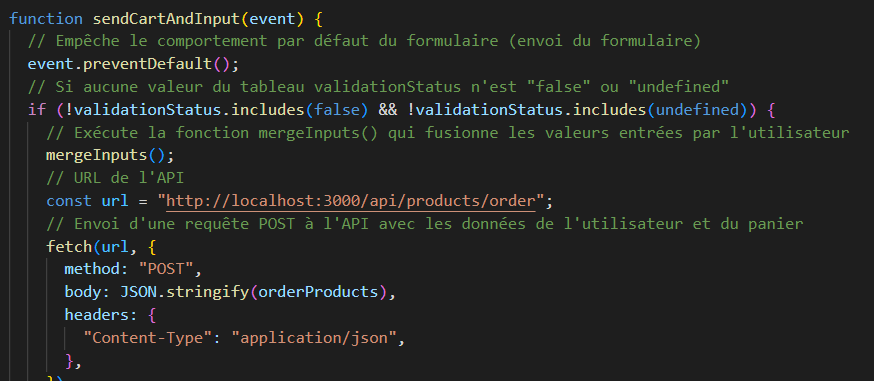 function sendCartAndInput(event) {
// Empêche le comportement par défaut du formulaire (envoi du formulaire)
event.preventDefault();
// Si aucune valeur du tableau validationStatus n'est "false" ou "undefined"
if (!validationStatus.includes(false) && !validationStatus.includes(undefined)) {
// Exécute la fonction mergeInputs() qui fusionne les valeurs entrées par l'utilisateur
mergeInputs();
// URL de l'API
const url = "http://localhost:3000/api/products/order";
// Envoi d'une requête POST à l'API avec les données de l'utilisateur et du panier
fetch(url, {
method: "POST",
body: JSON.stringify(orderProducts),
headers: {
"Content-Type": "application/json",
},
})